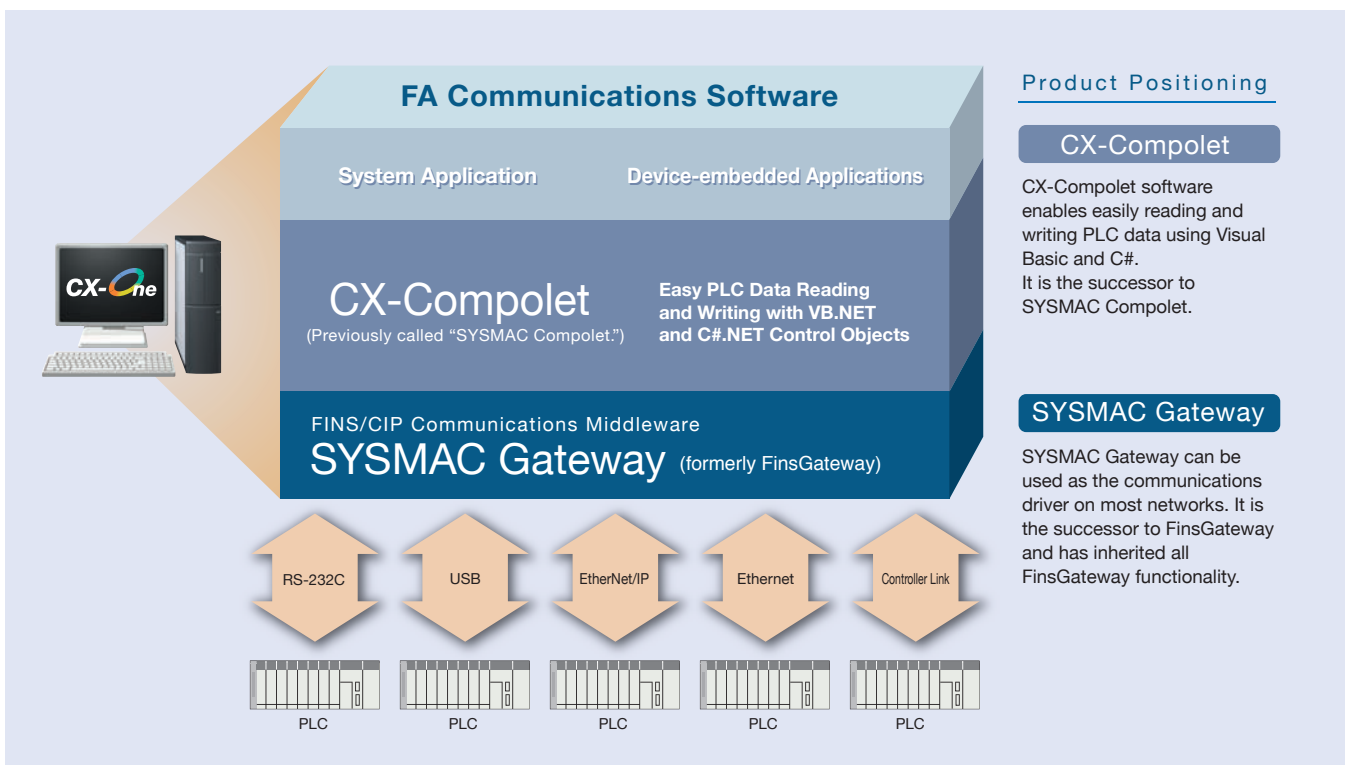 FA Communications Software
System Application
Device-embedded Applications
CX-One
CX-Compolet
(Previously called “SYSMAC Compolet.”)
Easy PLC Data Reading
and Writing with VB.NET
and C#.NET Control Objects
FINS/CIP Communications Middleware
SYSMAC Gateway (formerly FinsGateway)
RS-232C
USB
EtherNet/IP
Ethernet
Controller Link
PLC
PLC
PLC
PLC
PLC
Product Positioning
CX-Compolet
CX-Compolet software
enables easily reading and
writing PLC data using Visual
Basic and C#.
It is the successor to
SYSMAC Compolet.
SYSMAC Gateway
SYSMAC Gateway can be
used as the communications
driver on most networks. It is
the successor to FinsGateway
and has inherited all
FinsGateway functionality.